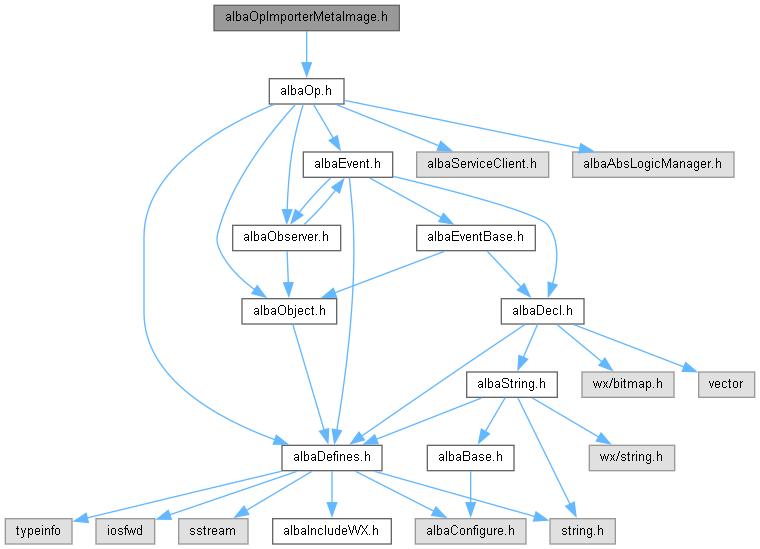 albaOpImporterMetaImage.h
albaOp.h
albaEvent.h
albaServiceClient.h
albaAbsLogicManager.h
albaObserver.h
albaEventBase.h
albaObject.h
albaDecl.h
albaString.h
wx/bitmap.h
vector
albaDefines.h
albaBase.h
wx/string.h
typeinfo
iosfwd
sstream
albaIncludeWX.h
albaConfigure.h
string.h